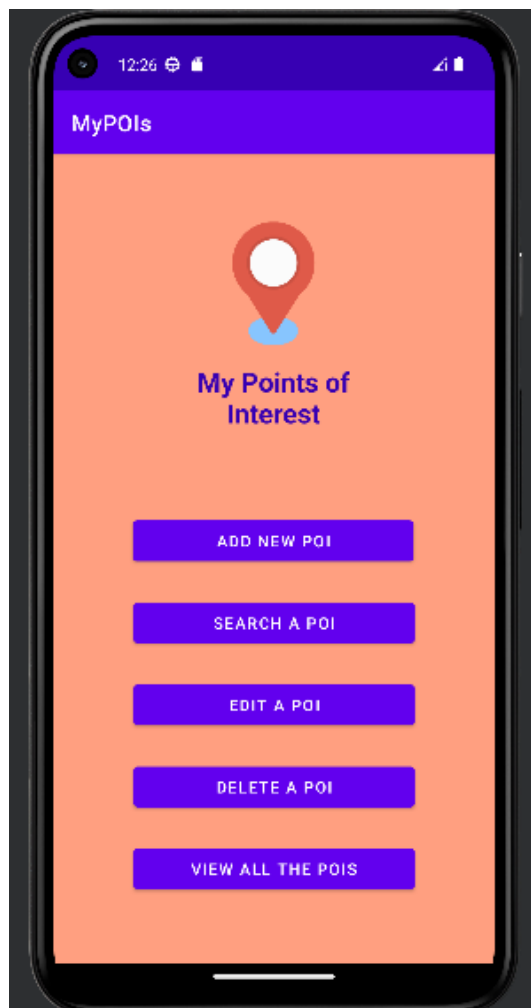 12:26
MyPOIs
My Points of
Interest
ADD NEW POI
SEARCH A POI
EDIT A POI
DELETE A POI
VIEW ALL THE POIS